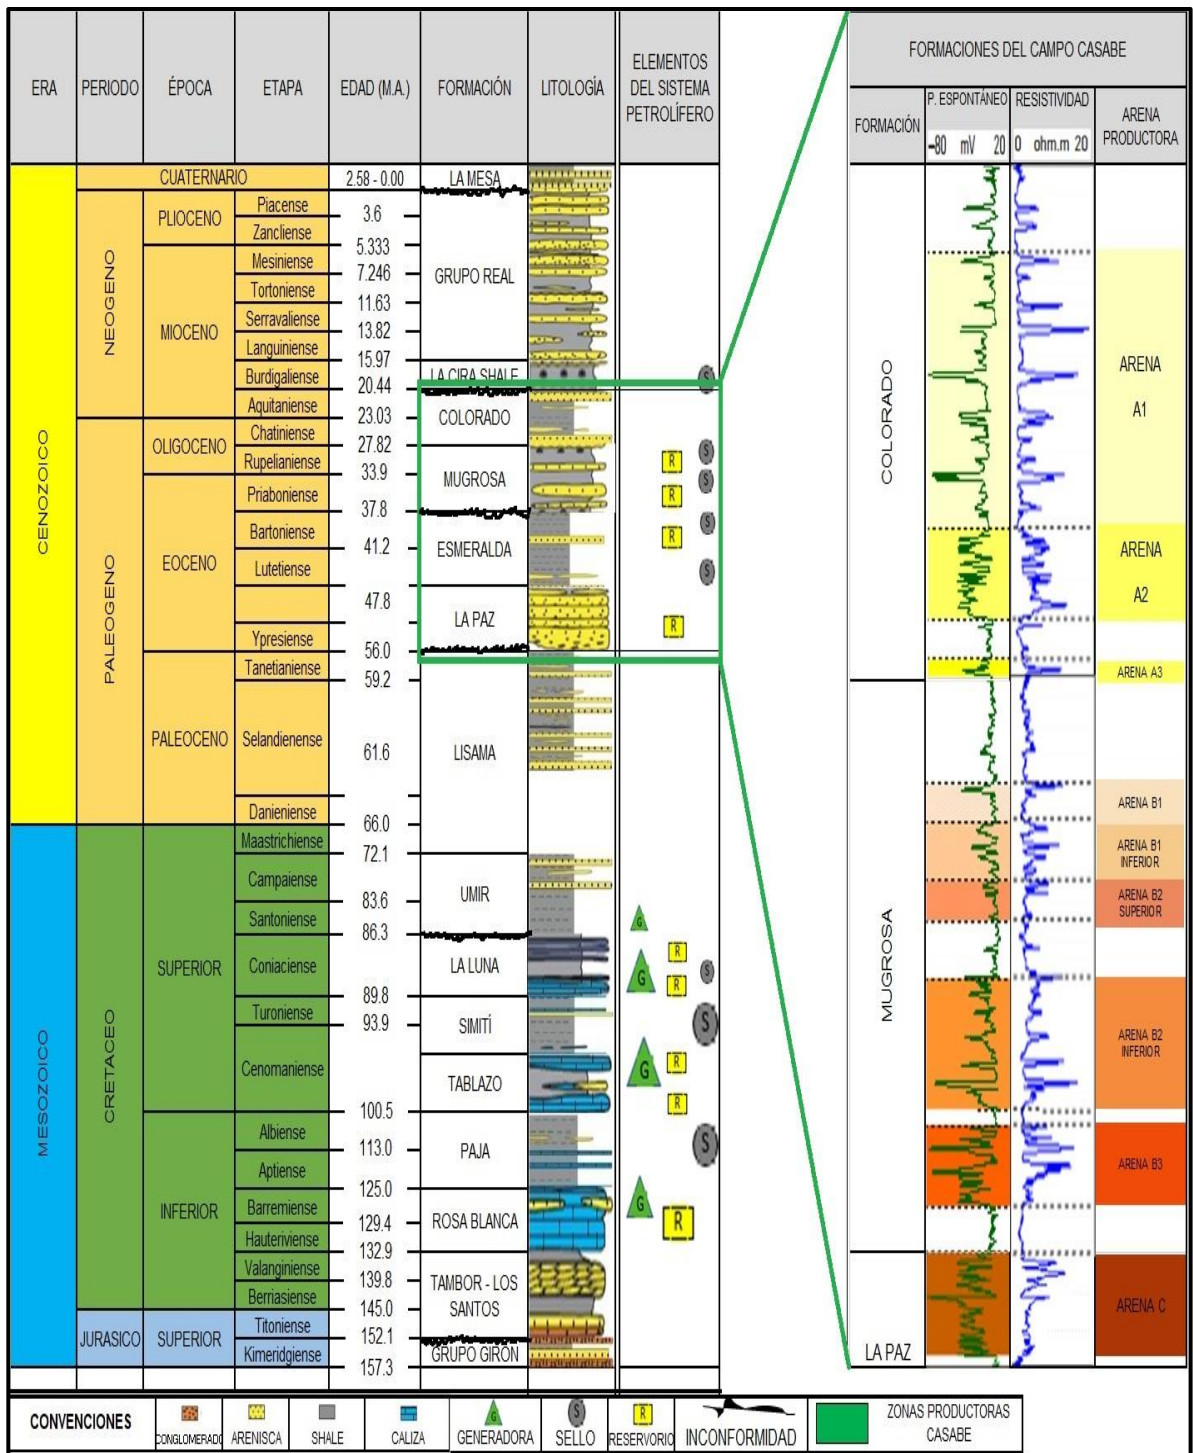 ERA
PERIODO
ÉPOCA
ETAPA
EDAD (M.A.)
FORMACIÓN
LITOLOGÍA
ELEMENTOS
DEL SISTEMA
PETROLÍFERO
CENOZOICO
MESOZOICO
NEOGENO
PALEOGENO
CRETACEO
JURASICO
CUATERNARIO
PLIOCENO
MIOCENO
OLIGOCENO
EOCENO
PALEOCENO
SUPERIOR
INFERIOR
SUPERIOR
Piacense
Zancliense
Mesiniense
Tortoniense
Serravaliense
Languiniense
Burdigaliense
Aquitaniense
Chatiniense
Rupelianiense
Priaboniense
Bartoniense
Lutetiense
Ypresiense
Tanetianiense
Selandienense
Danieniense
Maastrichiense
Campaiense
Santoniense
Coniaciense
Turoniense
Cenomaniense
Albiense
Aptiense
Barremiense
Hauteriviense
Valanginiense
Berriasiense
Titoniense
Kimeridgiense
2.58 - 0.00
3.6
5.333
7.246
11.63
13.82
15.97
20.44
23.03
27.82
33.9
37.8
41.2
47.8
56.0
59.2
61.6
66.0
72.1
83.6
86.3
89.8
93.9
100.5
113.0
125.0
129.4
132.9
139.8
145.0
152.1
157.3
LA MESA
GRUPO REAL
LA CIRA SHALE
COLORADO
MUGROSA
ESMERALDA
LA PAZ
LISAMA
UMIR
LA LUNA
SIMITÍ
TABLAZO
PAJA
ROSA BLANCA
TAMBOR - LOS
SANTOS
GRUPO GIRÓN
S
S
R
S
R
S
R
S
R
G
R
G
S
R
S
R
G
R
S
G
R
FORMACIONES DEL CAMPO CASABE
FORMACIÓN
P. ESPONTÁNEO
-80 mV 20
RESISTIVIDAD
0 ohm.m 20
ARENA
PRODUCTORA
COLORADO
MUGROSA
LA PAZ
ARENA
A1
ARENA
A2
ARENA A3
ARENA B1
ARENA B1
INFERIOR
ARENA B2
SUPERIOR
ARENA B2
INFERIOR
ARENA B3
ARENA C
CONVENCIONES
CONGLOMERADO
ARENISCA
SHALE
CALIZA
G
GENERADORA
S
SELLO
R
RESERVORIO
INCONFORMIDAD
ZONAS PRODUCTORAS
CASABE